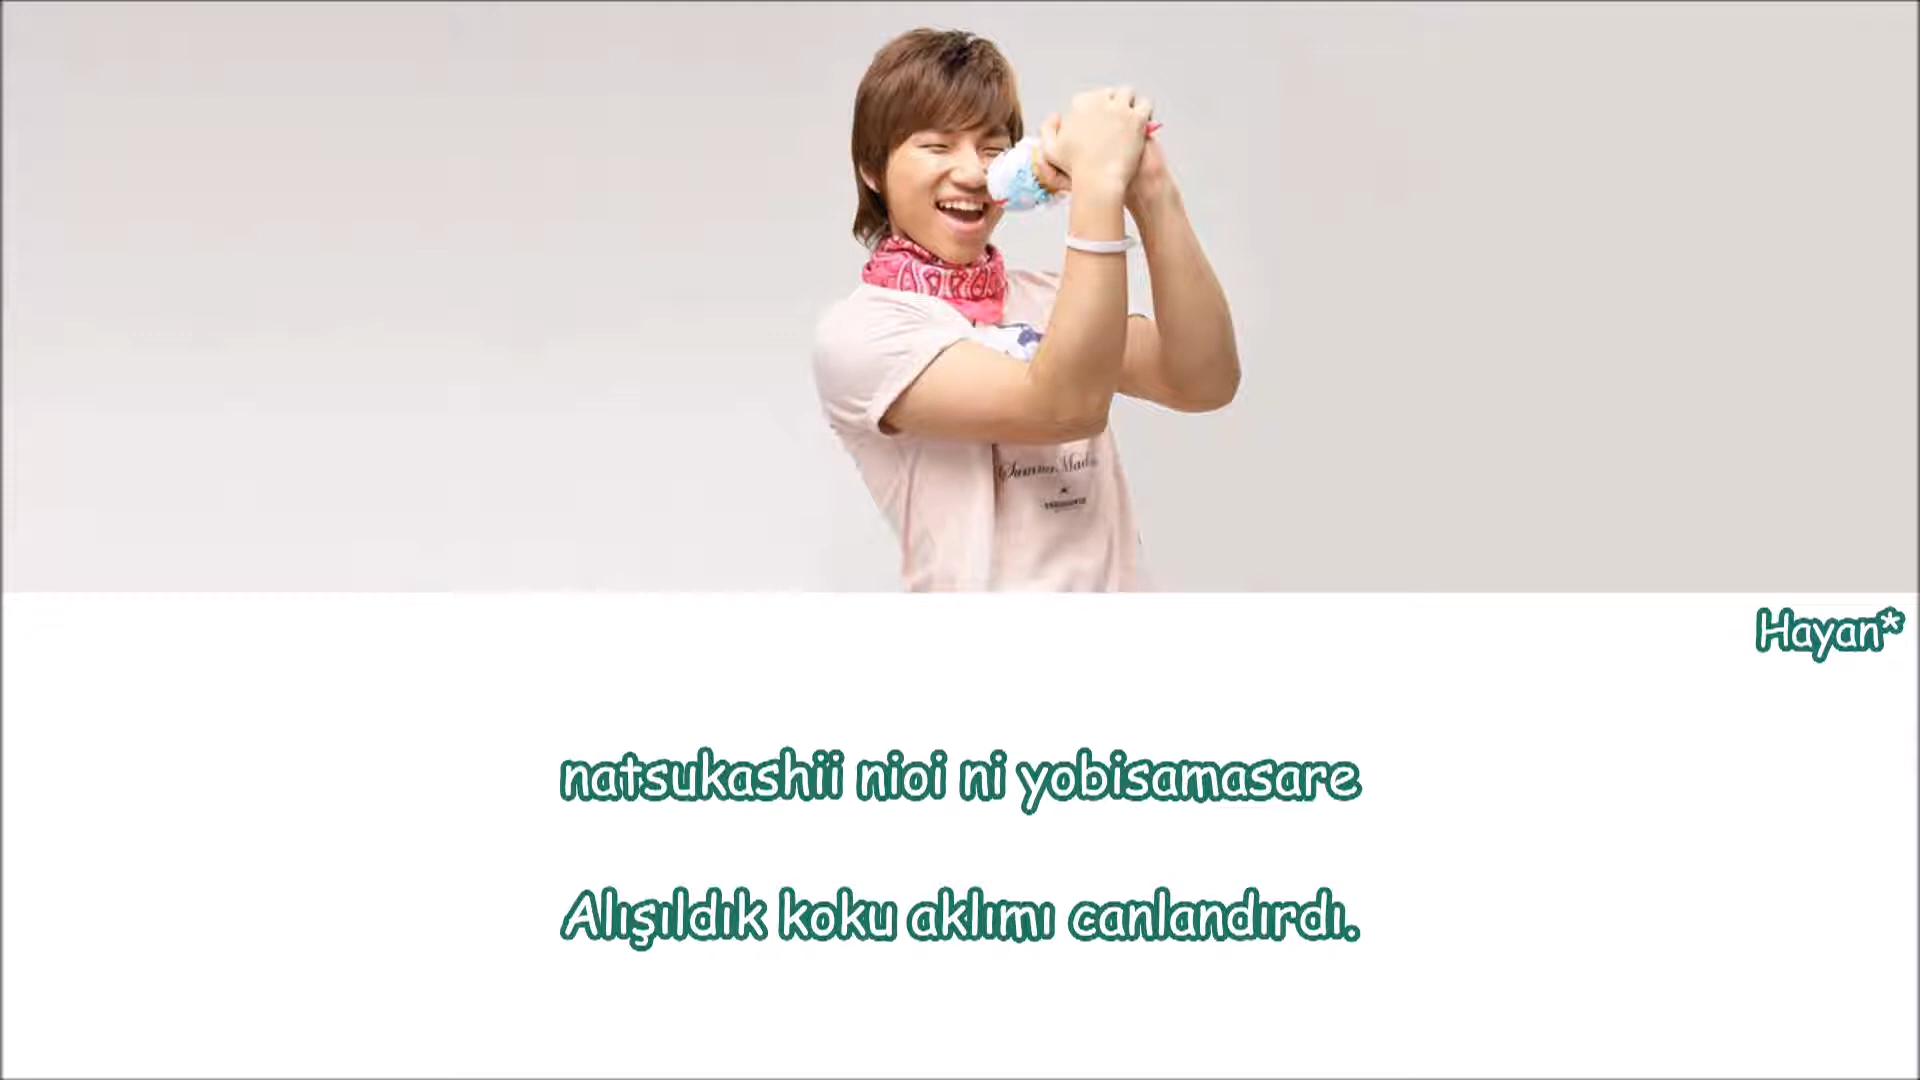 Hayan*
natsukashii nioi ni yobisamasare
Alışıldık koku aklımı canlandırdı.